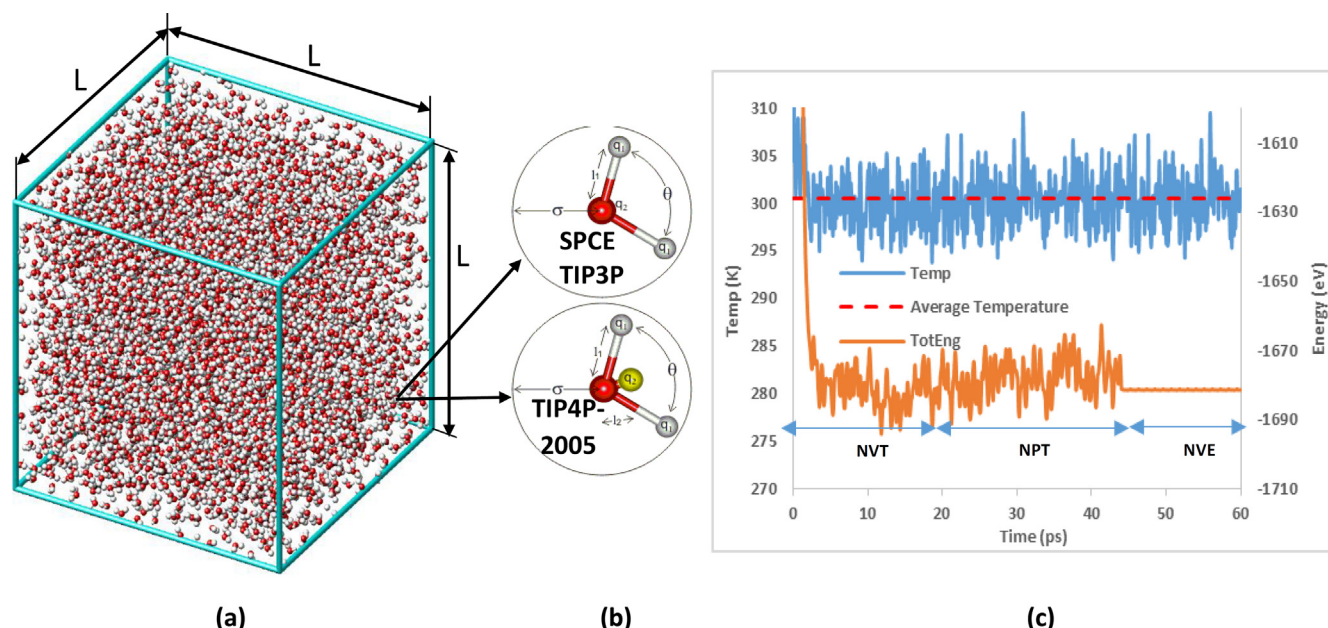 L
L
L
q₁
l₁
θ
σ
q₂
q₁
SPCE
TIP3P
q₁
l₁
θ
σ
q₂
TIP4P-
l₂
q₁
2005
310
305
300
295
290
285
280
275
270
Temp (K)
Temp
Average Temperature
TotEng
-1610
-1630
-1650
-1670
-1690
-1710
Energy (eV)
NVT
NPT
NVE
0
10
20
30
40
50
60
Time (ps)
(a)
(b)
(c)